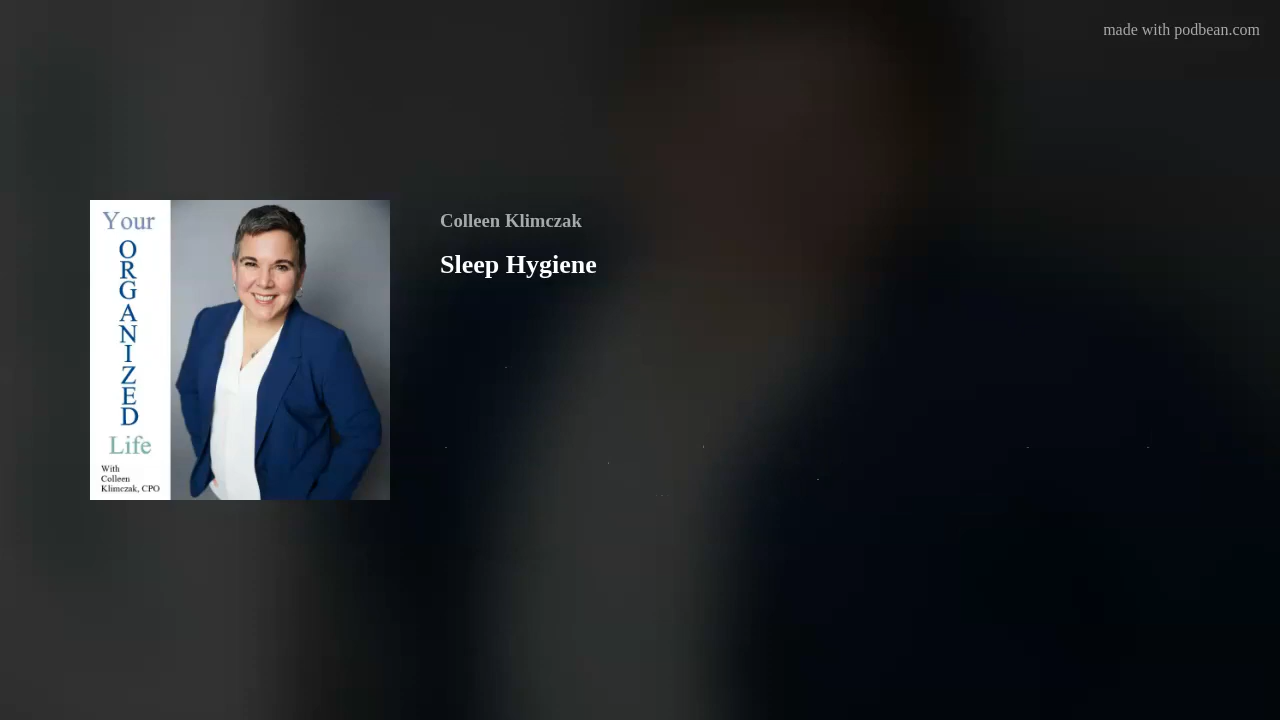 made with podbean.com
Colleen Klimczak
Sleep Hygiene
Your
ORGANIZED
Life
With
Colleen
Klimczak, CPO